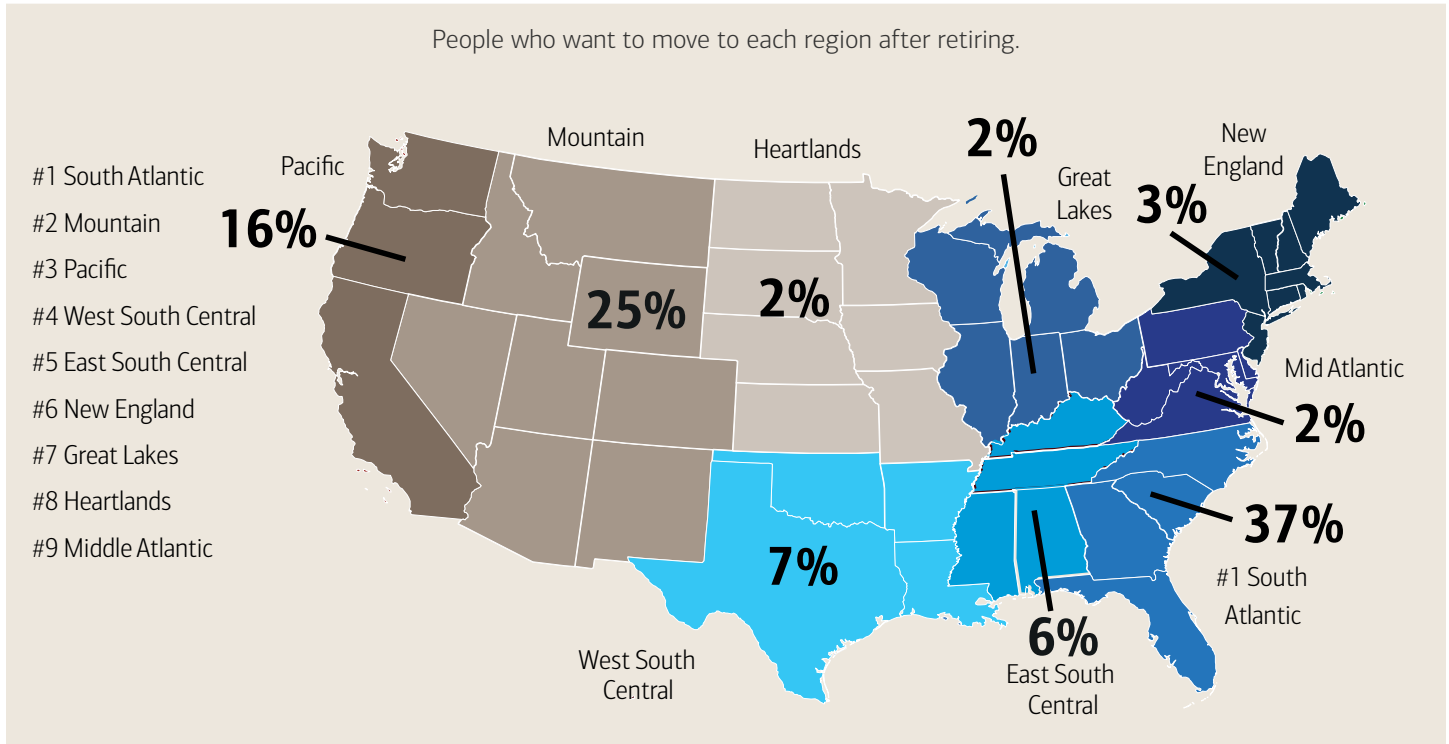 People who want to move to each region after retiring.
#1 South Atlantic
#2 Mountain
#3 Pacific
#4 West South Central
#5 East South Central
#6 New England
#7 Great Lakes
#8 Heartlands
#9 Middle Atlantic
Pacific
16%
Mountain
25%
Heartlands
2%
2%
Great
Lakes
New
England
3%
Mid Atlantic
2%
37%
#1 South
Atlantic
6%
East South
Central
7%
West South
Central